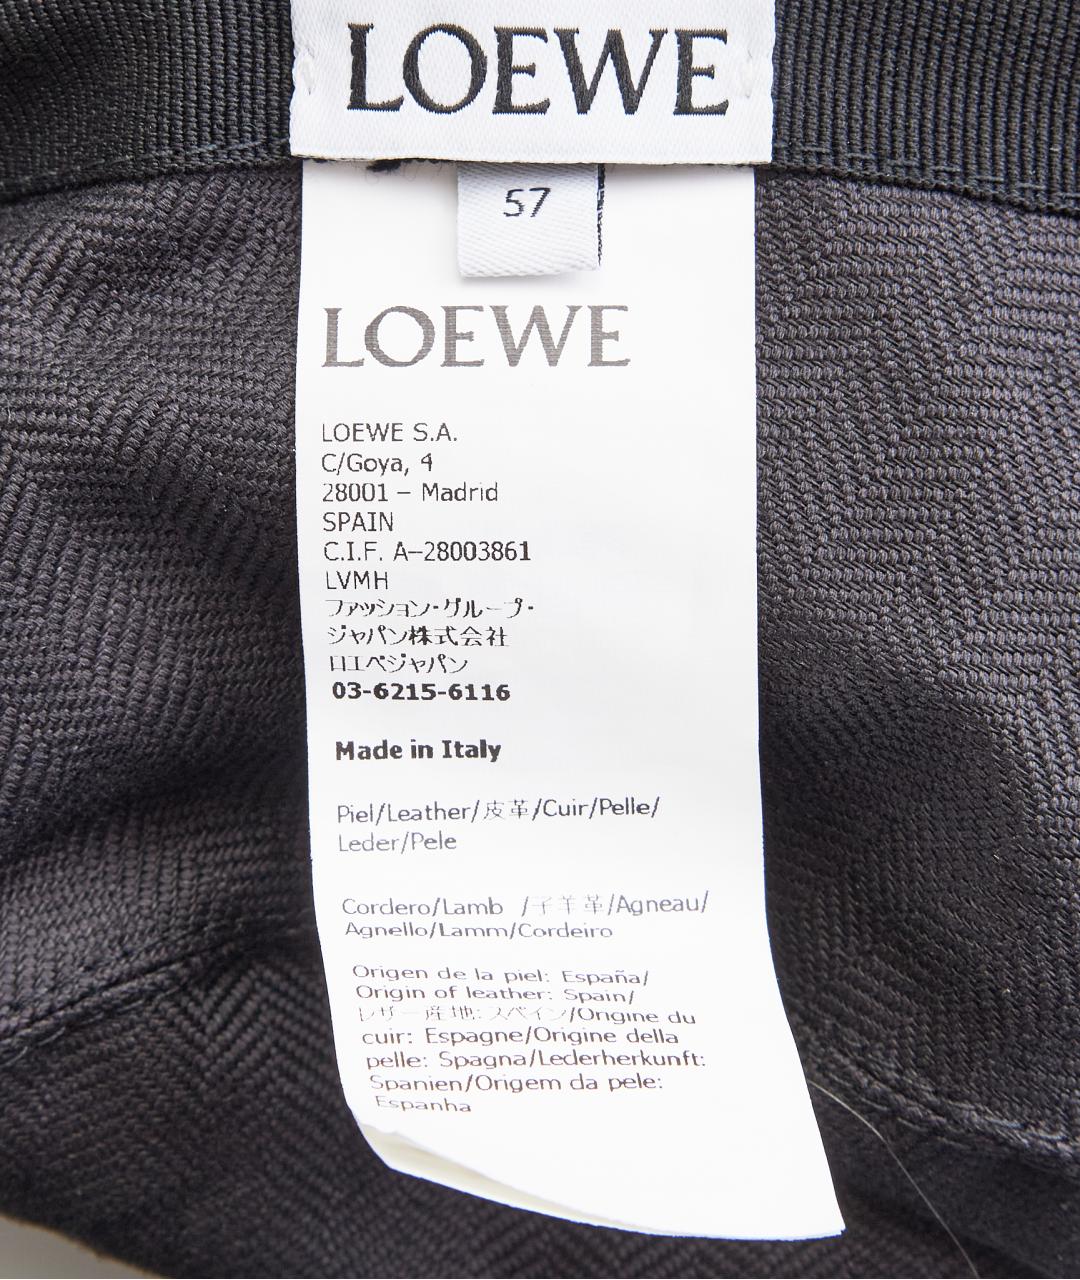 LOEWE
57
LOEWE
LOEWE S.A.
C/Goya, 4
28001 – Madrid
SPAIN
C.I.F. A–28003861
LVMH
ファッション・グループ・
ジャパン株式会社
ロエベジャパン
03-6215-6116
Made in Italy
Piel/Leather/皮革/Cuir/Pelle/
Leder/Pele
Cordero/Lamb /子羊革/Agneau/
Agnello/Lamm/Cordeiro
Origen de la piel: España/
Origin of leather: Spain/
レザー産地: スペイン/Origine du
cuir: Espagne/Origine della
pelle: Spagna/Lederherkunft:
Spanien/Origem da pele:
Espanha